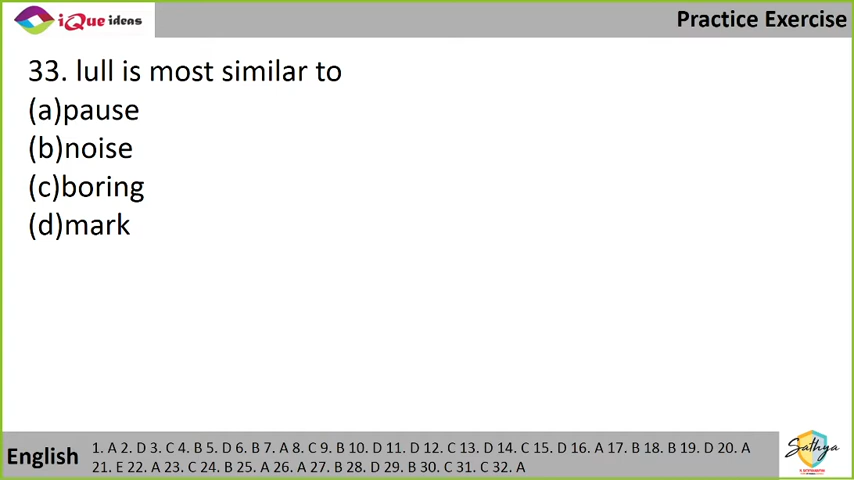 iQue ideas
Practice Exercise
33. lull is most similar to
(a)pause
(b)noise
(c)boring
(d)mark
English
1. A 2. D 3. C 4. B 5. D 6. B 7. A 8. C 9. B 10. D 11. D 12. C 13. D 14. C 15. D 16. A 17. B 18. B 19. D 20. A
21. E 22. A 23. C 24. B 25. A 26. A 27. B 28. D 29. B 30. C 31. C 32. A
Sathya